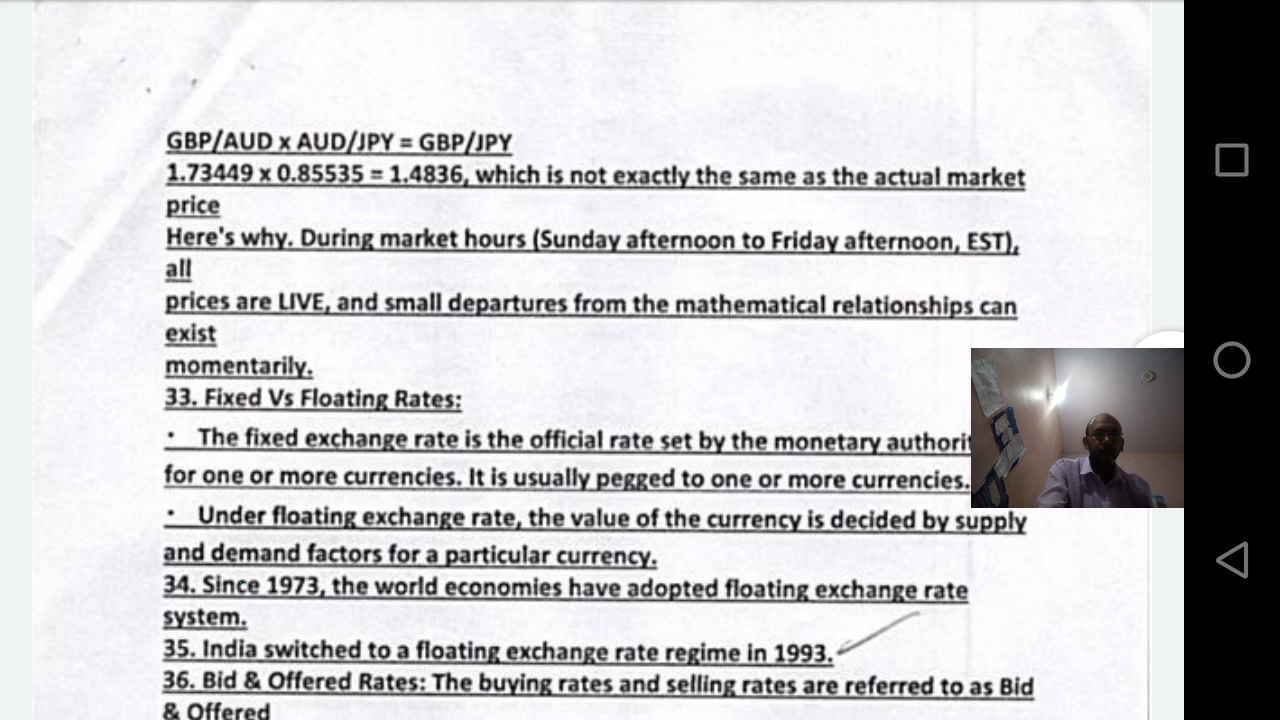 GBP/AUD x AUD/JPY = GBP/JPY
1.73449 x 0.85535 = 1.4836, which is not exactly the same as the actual market
price
Here's why. During market hours (Sunday afternoon to Friday afternoon, EST),
all
prices are LIVE, and small departures from the mathematical relationships can
exist
momentarily.
33. Fixed Vs Floating Rates:
· The fixed exchange rate is the official rate set by the monetary authorit
for one or more currencies. It is usually pegged to one or more currencies.
· Under floating exchange rate, the value of the currency is decided by supply
and demand factors for a particular currency.
34. Since 1973, the world economies have adopted floating exchange rate
system.
35. India switched to a floating exchange rate regime in 1993.
36. Bid & Offered Rates: The buying rates and selling rates are referred to as Bid
& Offered